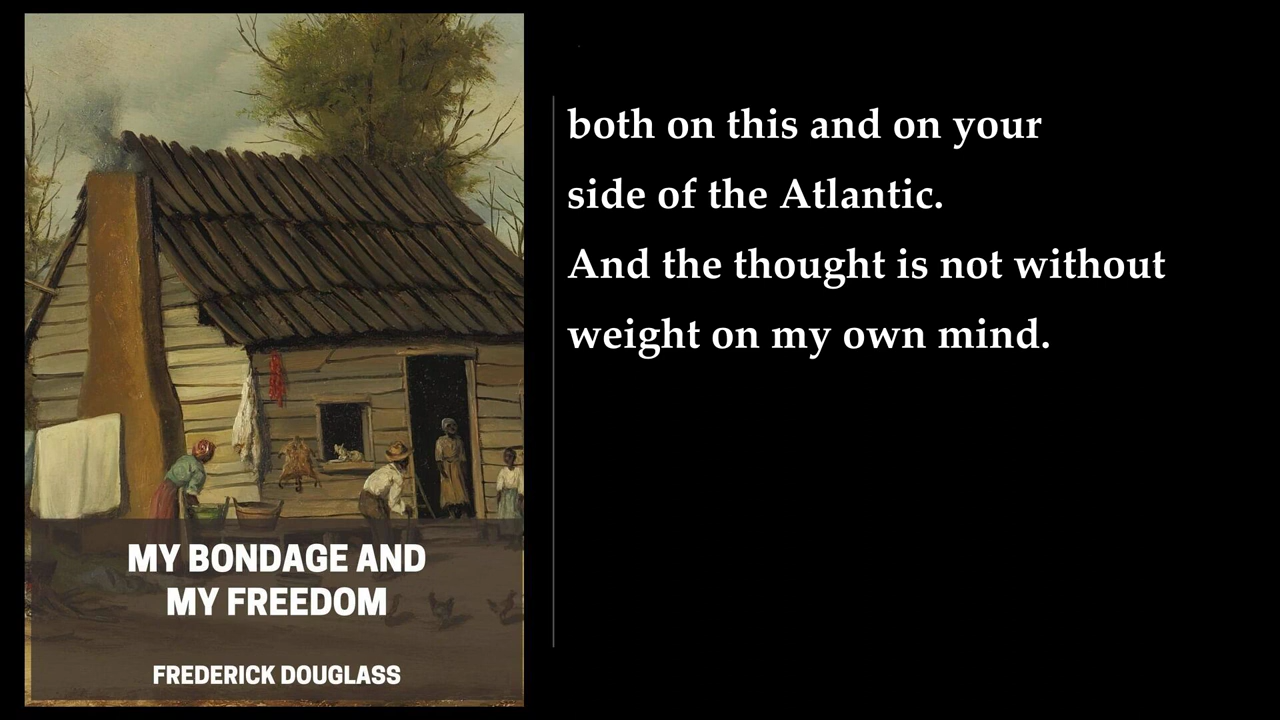 both on this and on your
side of the Atlantic.
And the thought is not without
weight on my own mind.
MY BONDAGE AND
MY FREEDOM
FREDERICK DOUGLASS